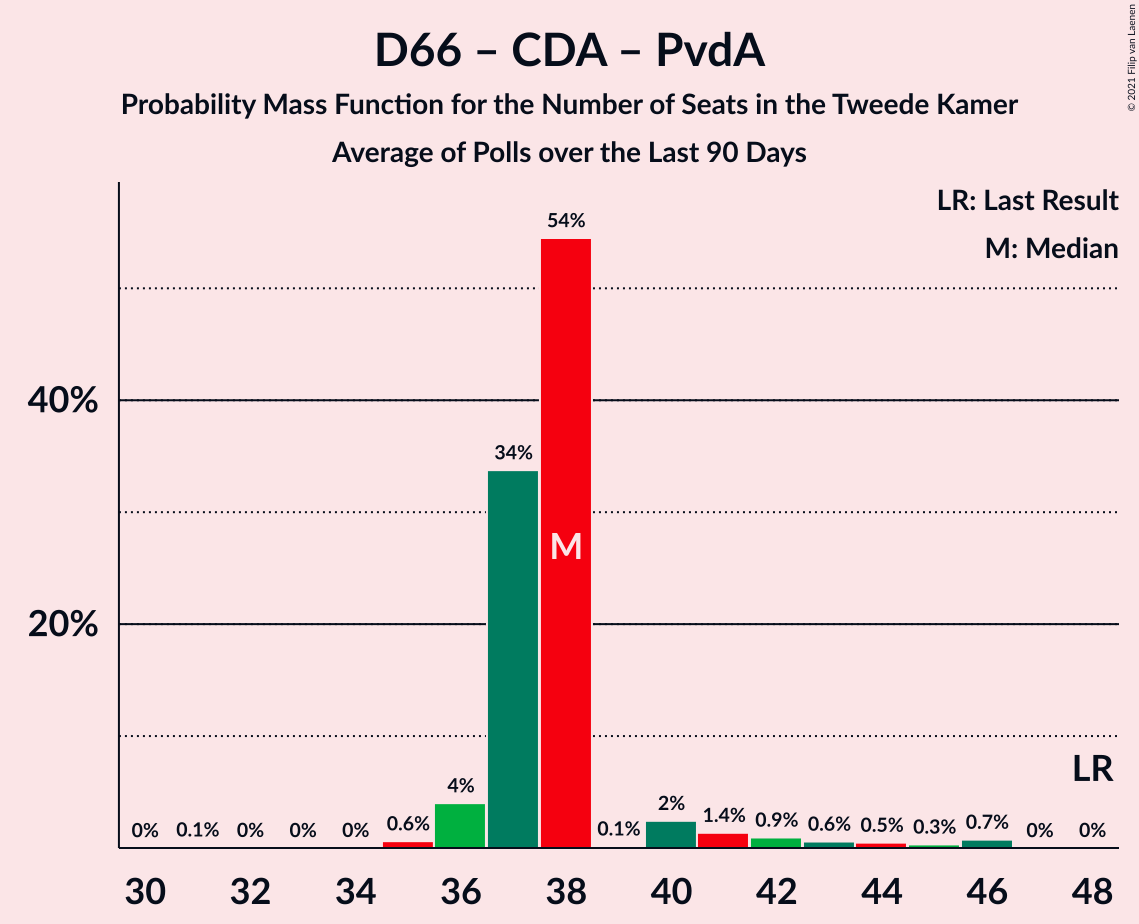 D66 – CDA – PvdA
Probability Mass Function for the Number of Seats in the Tweede Kamer
Average of Polls over the Last 90 Days
© 2021 Filip van Laenen
LR: Last Result
M: Median
54%
40%
34%
M
20%
LR
0% 0.1% 0% 0% 0% 0.6% 4% 0.1% 2% 1.4% 0.9% 0.6% 0.5% 0.3% 0.7% 0% 0%
30 32 34 36 38 40 42 44 46 48